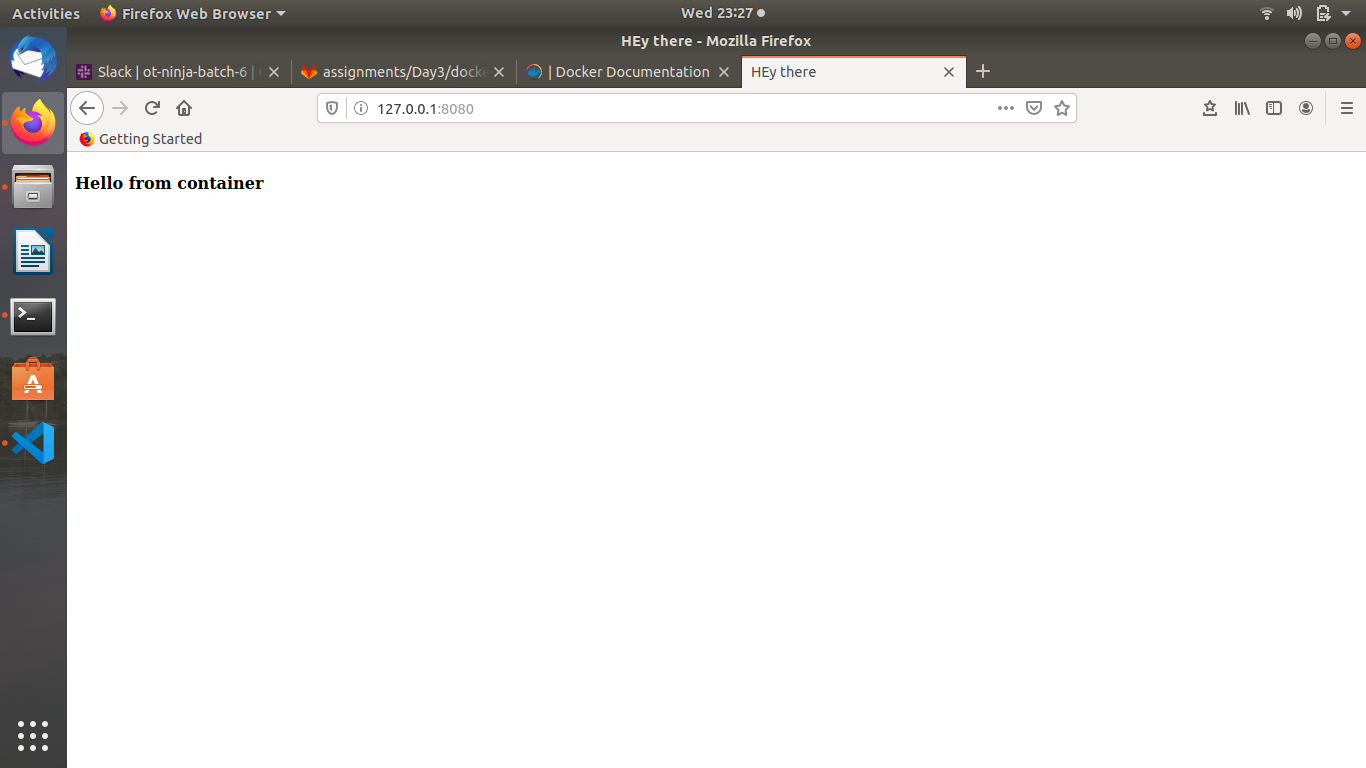 Activities
Firefox Web Browser
Wed 23:27
HEy there - Mozilla Firefox
Slack | ot-ninja-batch-6 |
assignments/Day3/docke
| Docker Documentation
HEy there
127.0.0.1:8080
Getting Started
Hello from container